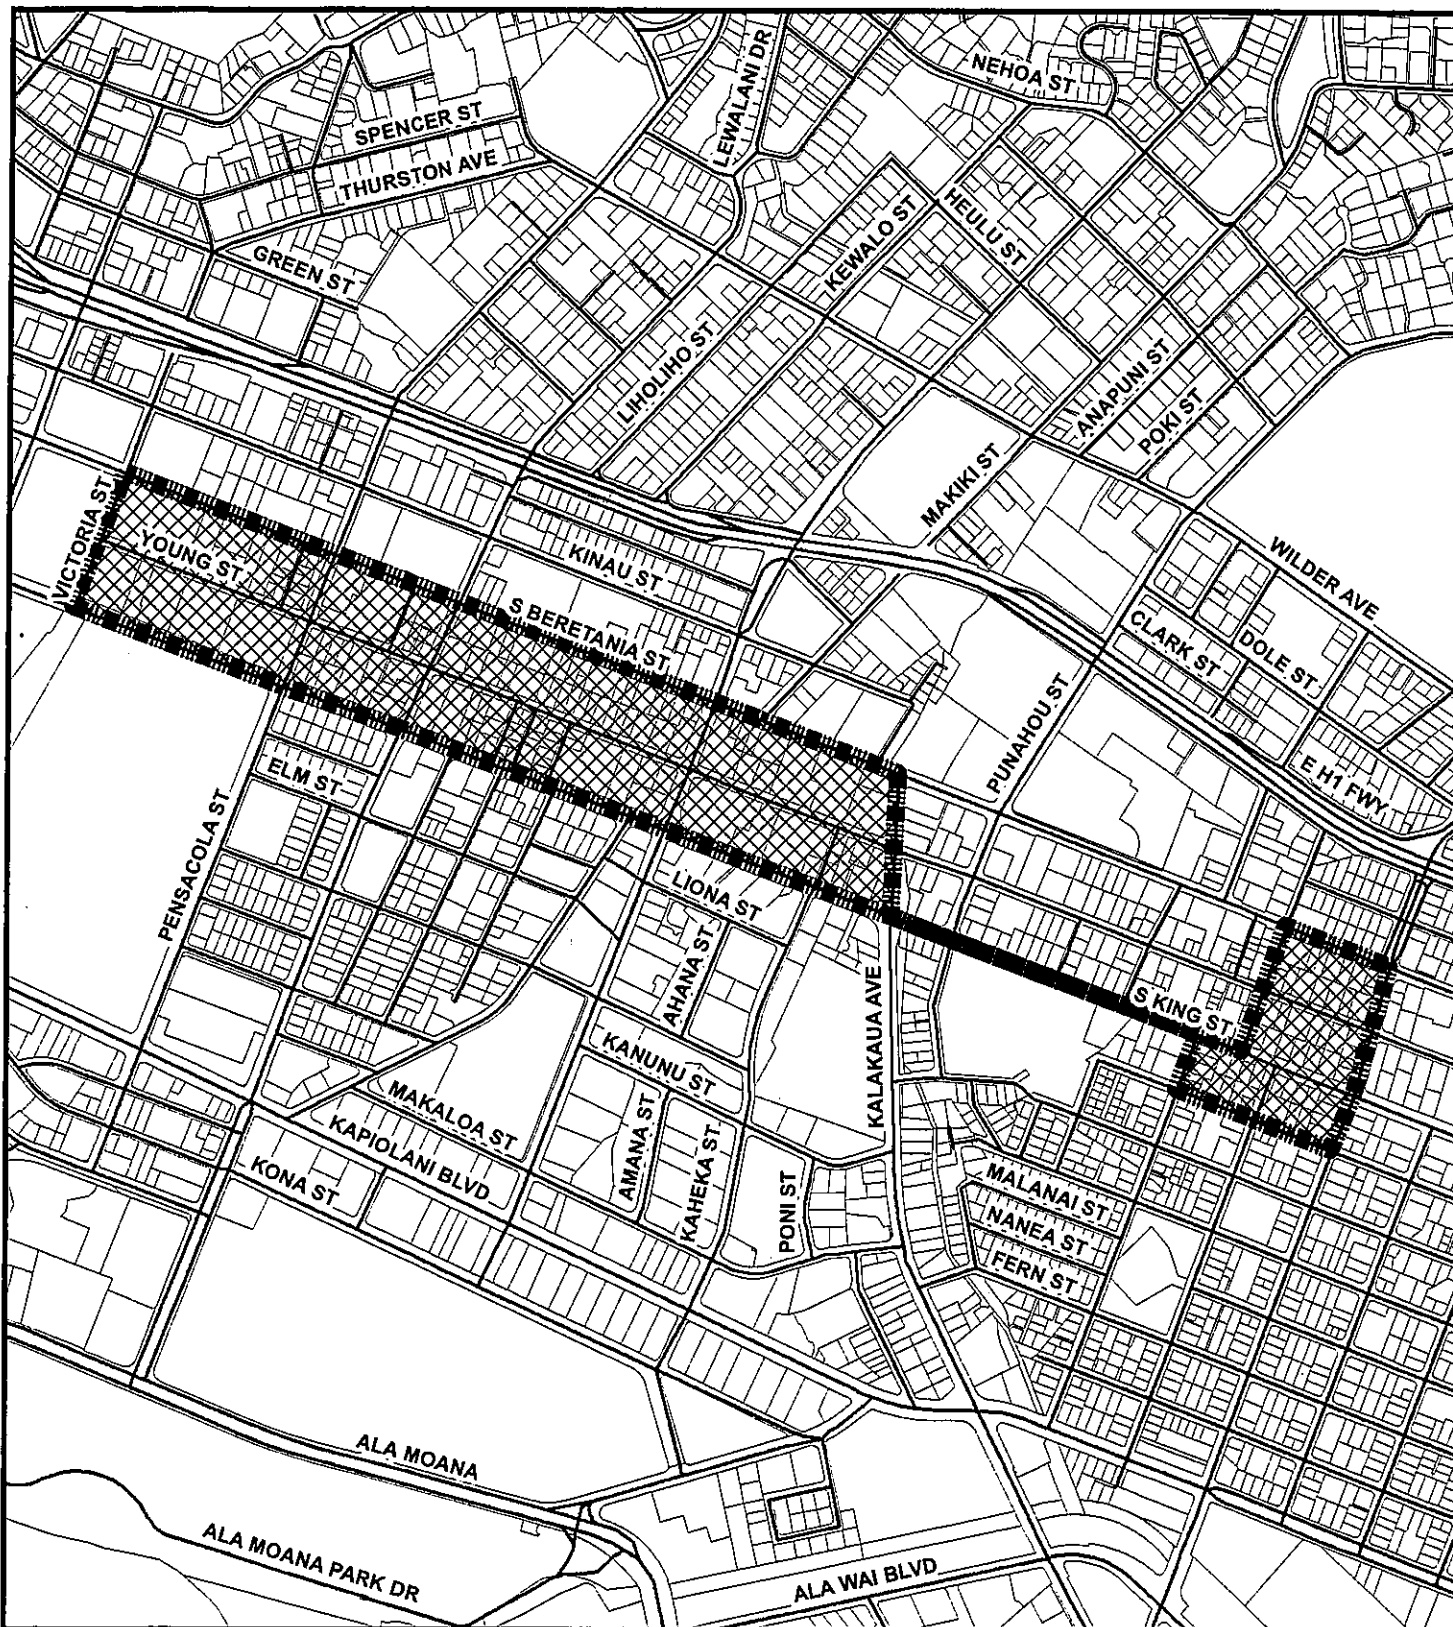 NEHOA ST
LEWALANI DR
SPENCER ST
THURSTON AVE
HEULU ST
KEWALO ST
GREEN ST
LIHOLIHO ST
ANAPUNI ST
POKI ST
MAKIKI ST
VICTORIA ST
YOUNG ST
KINAU ST
WILDER AVE
S BERETANIA ST
CLARK ST
DOLE ST
PUNAHOU ST
E H1 FWY
ELM ST
PENSACOLA ST
LIONA ST
AHANA ST
S KING ST
KALAKAUA AVE
KANUNU ST
MAKALOA ST
AMANA ST
KAHEKA ST
KAPIOLANI BLVD
KONA ST
PONI ST
MALANAI ST
NANEA ST
FERN ST
ALA MOANA
ALA MOANA PARK DR
ALA WAI BLVD